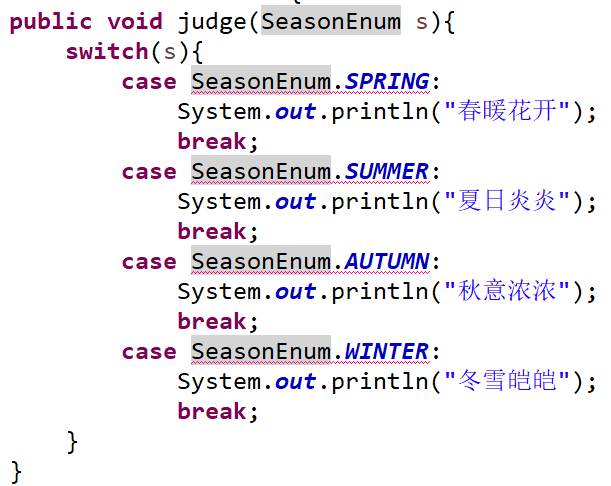 public void judge(SeasonEnum s){
switch(s){
case SeasonEnum.SPRING:
System.out.println("春暖花开");
break;
case SeasonEnum.SUMMER:
System.out.println("夏日炎炎");
break;
case SeasonEnum.AUTUMN:
System.out.println("秋意浓浓");
break;
case SeasonEnum.WINTER:
System.out.println("冬雪皑皑");
break;
}
}